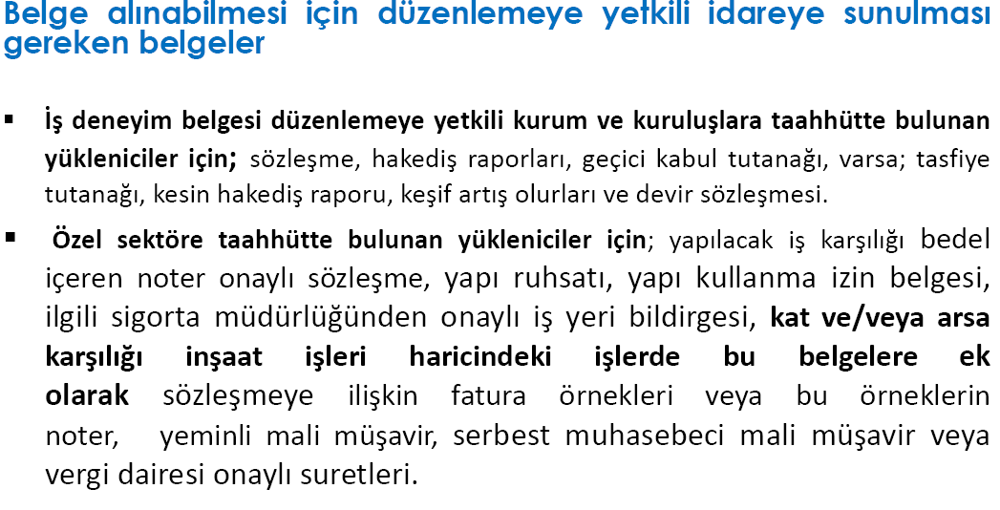 Belge alınabilmesi için düzenlemeye yetkili idareye sunulması
gereken belgeler
▪ İş deneyim belgesi düzenlemeye yetkili kurum ve kuruluşlara taahhütte bulunan
yükleniciler için; sözleşme, hakediş raporları, geçici kabul tutanağı, varsa; tasfiye
tutanağı, kesin hakediş raporu, keşif artış olurları ve devir sözleşmesi.
▪ Özel sektöre taahhütte bulunan yükleniciler için; yapılacak iş karşılığı bedel
içeren noter onaylı sözleşme, yapı ruhsatı, yapı kullanma izin belgesi,
ilgili sigorta müdürlüğünden onaylı iş yeri bildirgesi, kat ve/veya arsa
karşılığı inşaat işleri haricindeki işlerde bu belgelere ek
olarak sözleşmeye ilişkin fatura örnekleri veya bu örneklerin
noter, yeminli mali müşavir, serbest muhasebeci mali müşavir veya
vergi dairesi onaylı suretleri.